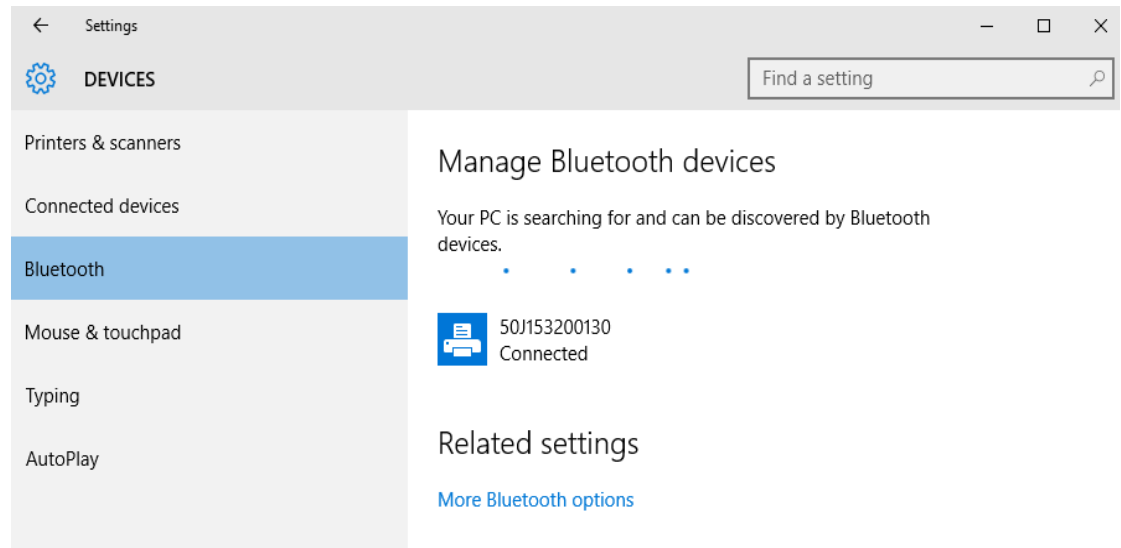 Settings
DEVICES
Find a setting
Printers & scanners
Connected devices
Bluetooth
Mouse & touchpad
Typing
AutoPlay
Manage Bluetooth devices
Your PC is searching for and can be discovered by Bluetooth
devices.
50J153200130
Connected
Related settings
More Bluetooth options